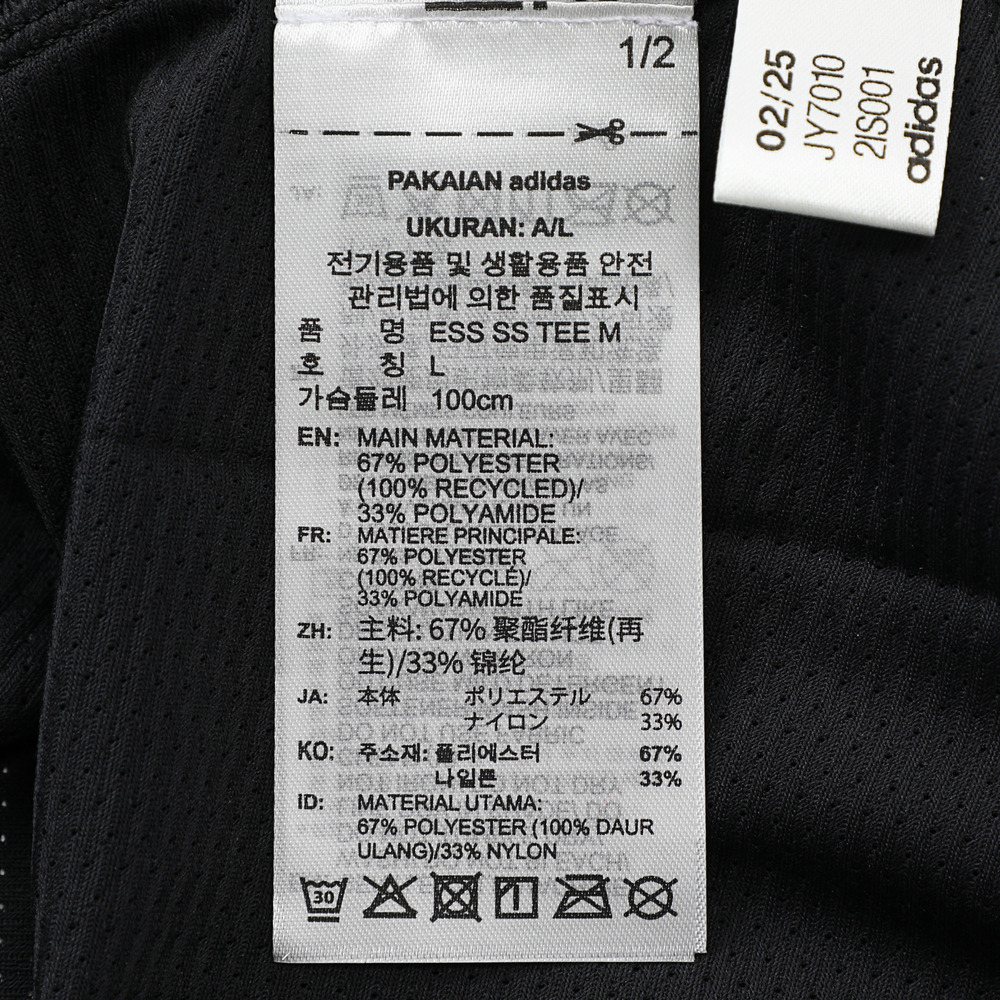 1/2
PAKAIAN adidas
UKURAN: A/L
전기용품 및 생활용품 안전
관리법에 의한 품질표시
품 명 ESS SS TEE M
호 칭 L
가슴둘레 100cm
EN: MAIN MATERIAL:
67% POLYESTER
(100% RECYCLED)/
33% POLYAMIDE
FR: MATIERE PRINCIPALE:
67% POLYESTER
(100% RECYCLÉ)/
33% POLYAMIDE
ZH: 主料: 67% 聚酯纤维(再
生)/33% 锦纶
JA: 本体 ポリエステル 67%
ナイロン 33%
KO: 주소재: 폴리에스터 67%
나일론 33%
ID: MATERIAL UTAMA:
67% POLYESTER (100% DAUR
ULANG)/33% NYLON
30
02/25
JY7010
2IS001
adidas